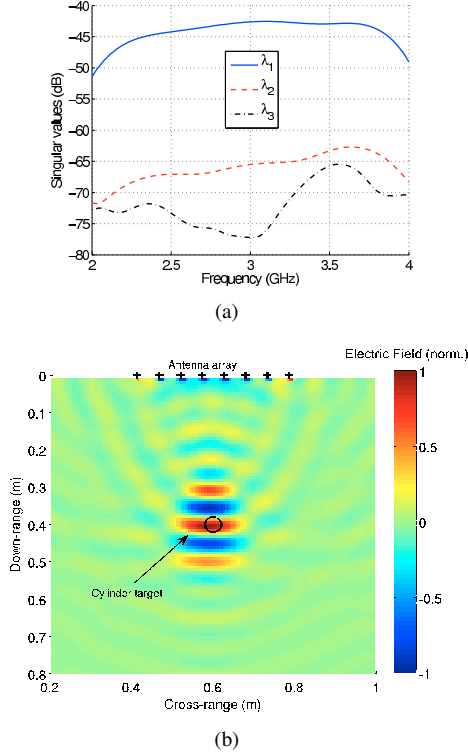 −40
−45
−50
−55
−60
−65
−70
−75
−80
Singular values (dB)
λ1
λ2
λ3
2 2.5 3 3.5 4
Frequency (GHz)
(a)
Electric Field (norm.)
Antenna array
0
0.1
0.2
0.3
0.4
0.5
0.6
0.7
0.8
Down-range (m)
Cylinder target
0.2 0.4 0.6 0.8 1
Cross-range (m)
1
0.5
0
-0.5
-1
(b)